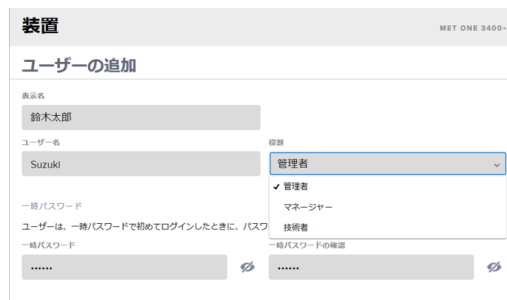 装置
MET ONE 3400+
ユーザーの追加
表示名
鈴木太郎
ユーザー名
役割
Suzuki
管理者
✓ 管理者
マネージャー
技術者
一時パスワード
ユーザーは、一時パスワードで初めてログインしたときに、パスワ
一時パスワード
一時パスワードの確認
••••••
••••••